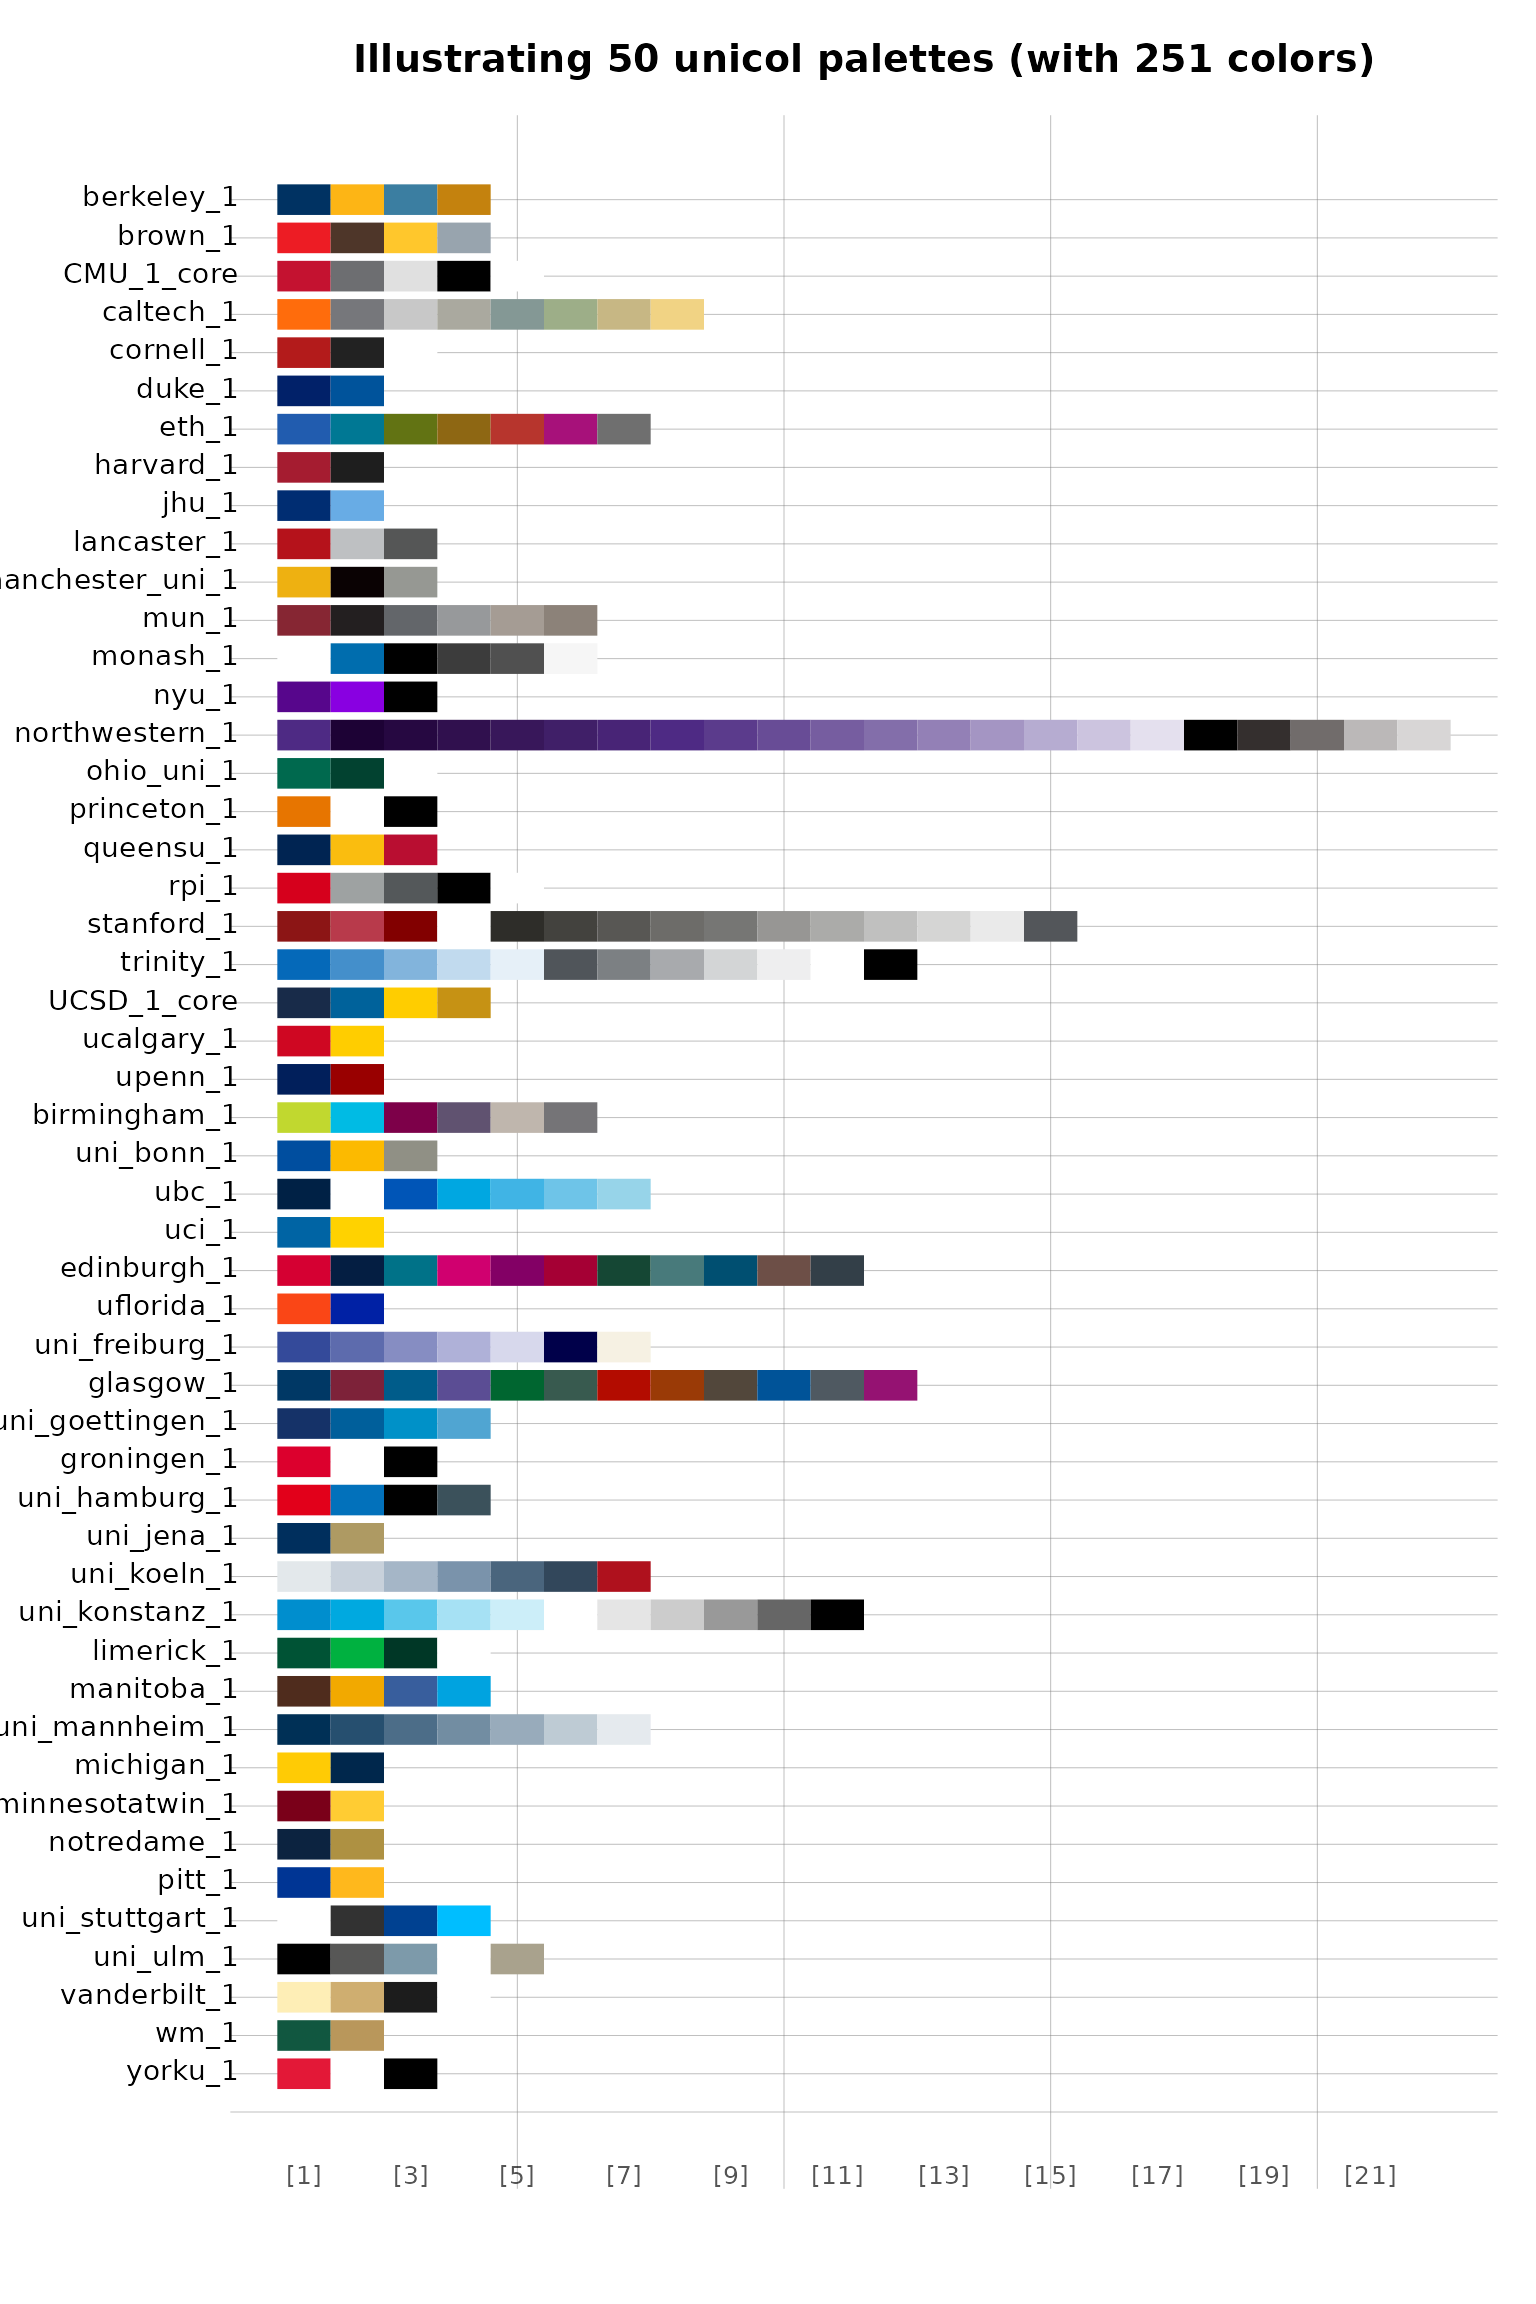 Illustrating 50 unicol palettes (with 251 colors)
berkeley_1
brown_1
CMU_1_core
caltech_1
cornell_1
duke_1
eth_1
harvard_1
jhu_1
lancaster_1
anchester_uni_1
mun_1
monash_1
nyu_1
northwestern_1
ohio_uni_1
princeton_1
queensu_1
rpi_1
stanford_1
trinity_1
UCSD_1_core
ucalgary_1
upenn_1
birmingham_1
uni_bonn_1
ubc_1
uci_1
edinburgh_1
uflorida_1
uni_freiburg_1
glasgow_1
uni_goettingen_1
groningen_1
uni_hamburg_1
uni_jena_1
uni_koeln_1
uni_konstanz_1
limerick_1
manitoba_1
uni_mannheim_1
michigan_1
minnesotatwin_1
notredame_1
pitt_1
uni_stuttgart_1
uni_ulm_1
vanderbilt_1
wm_1
yorku_1
[1] [3] [5] [7] [9] [11] [13] [15] [17] [19] [21]